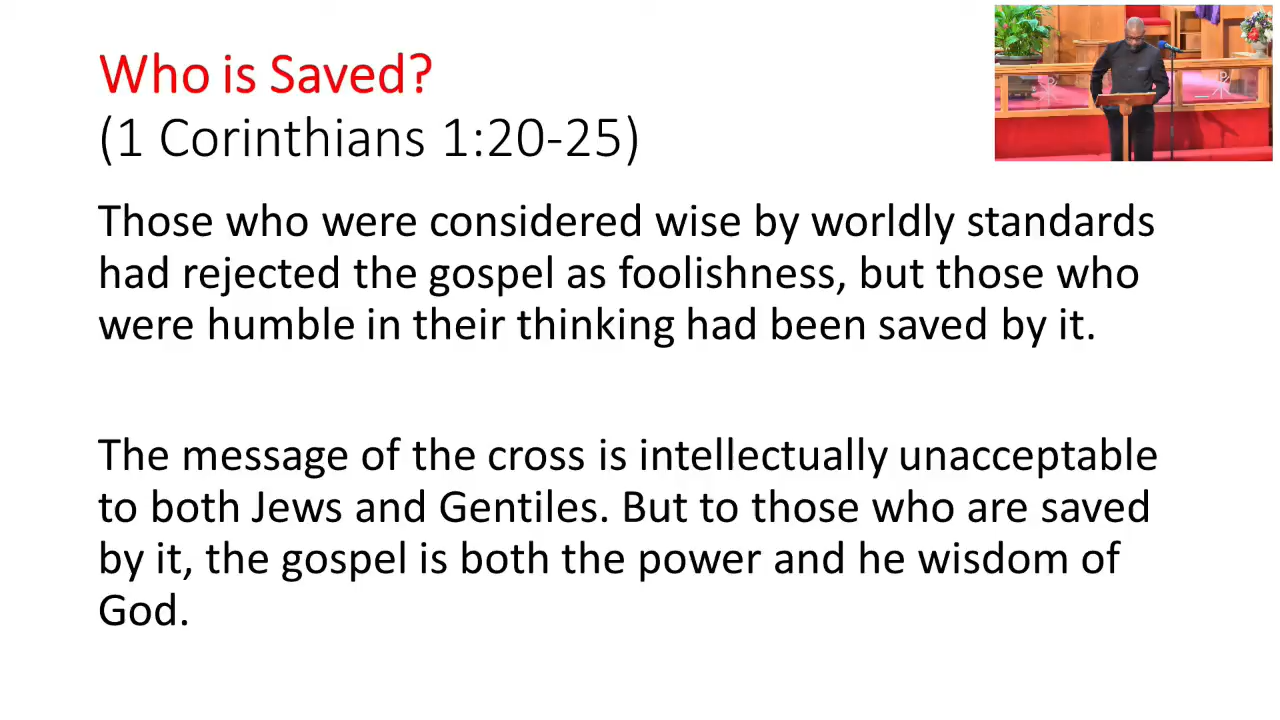 Who is Saved?
(1 Corinthians 1:20-25)
Those who were considered wise by worldly standards
had rejected the gospel as foolishness, but those who
were humble in their thinking had been saved by it.
The message of the cross is intellectually unacceptable
to both Jews and Gentiles. But to those who are saved
by it, the gospel is both the power and he wisdom of
God.